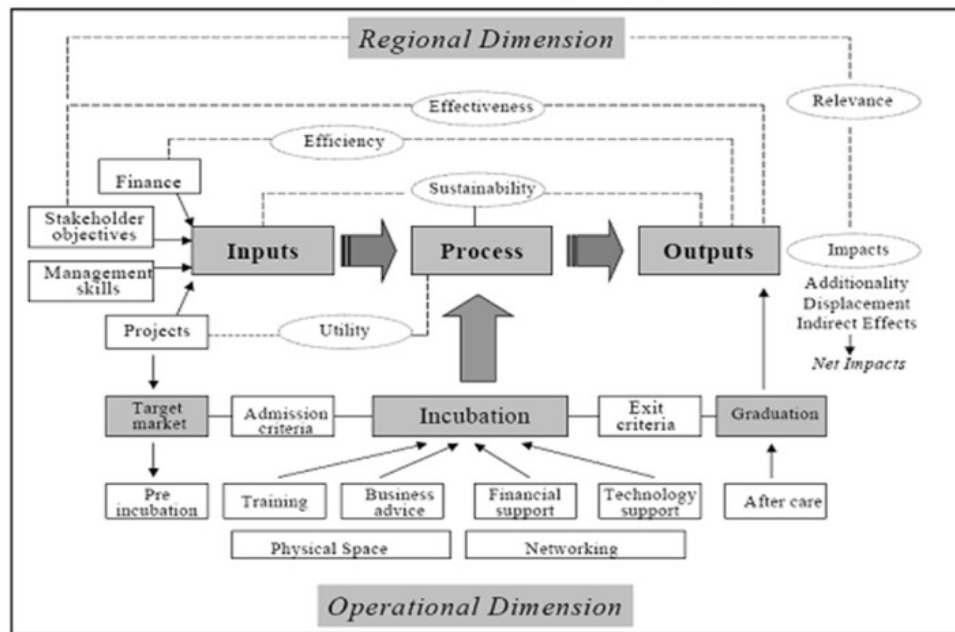 Regional Dimension
Effectiveness
Relevance
Efficiency
Finance
Sustainability
Stakeholder
objectives
Inputs
Process
Outputs
Impacts
Management
skills
Additionality
Displacement
Indirect Effects
Projects
Utility
Net Impacts
Target
market
Admission
criteria
Incubation
Exit
criteria
Graduation
Pre
incubation
Training
Business
advice
Financial
support
Technology
support
After care
Physical Space
Networking
Operational Dimension